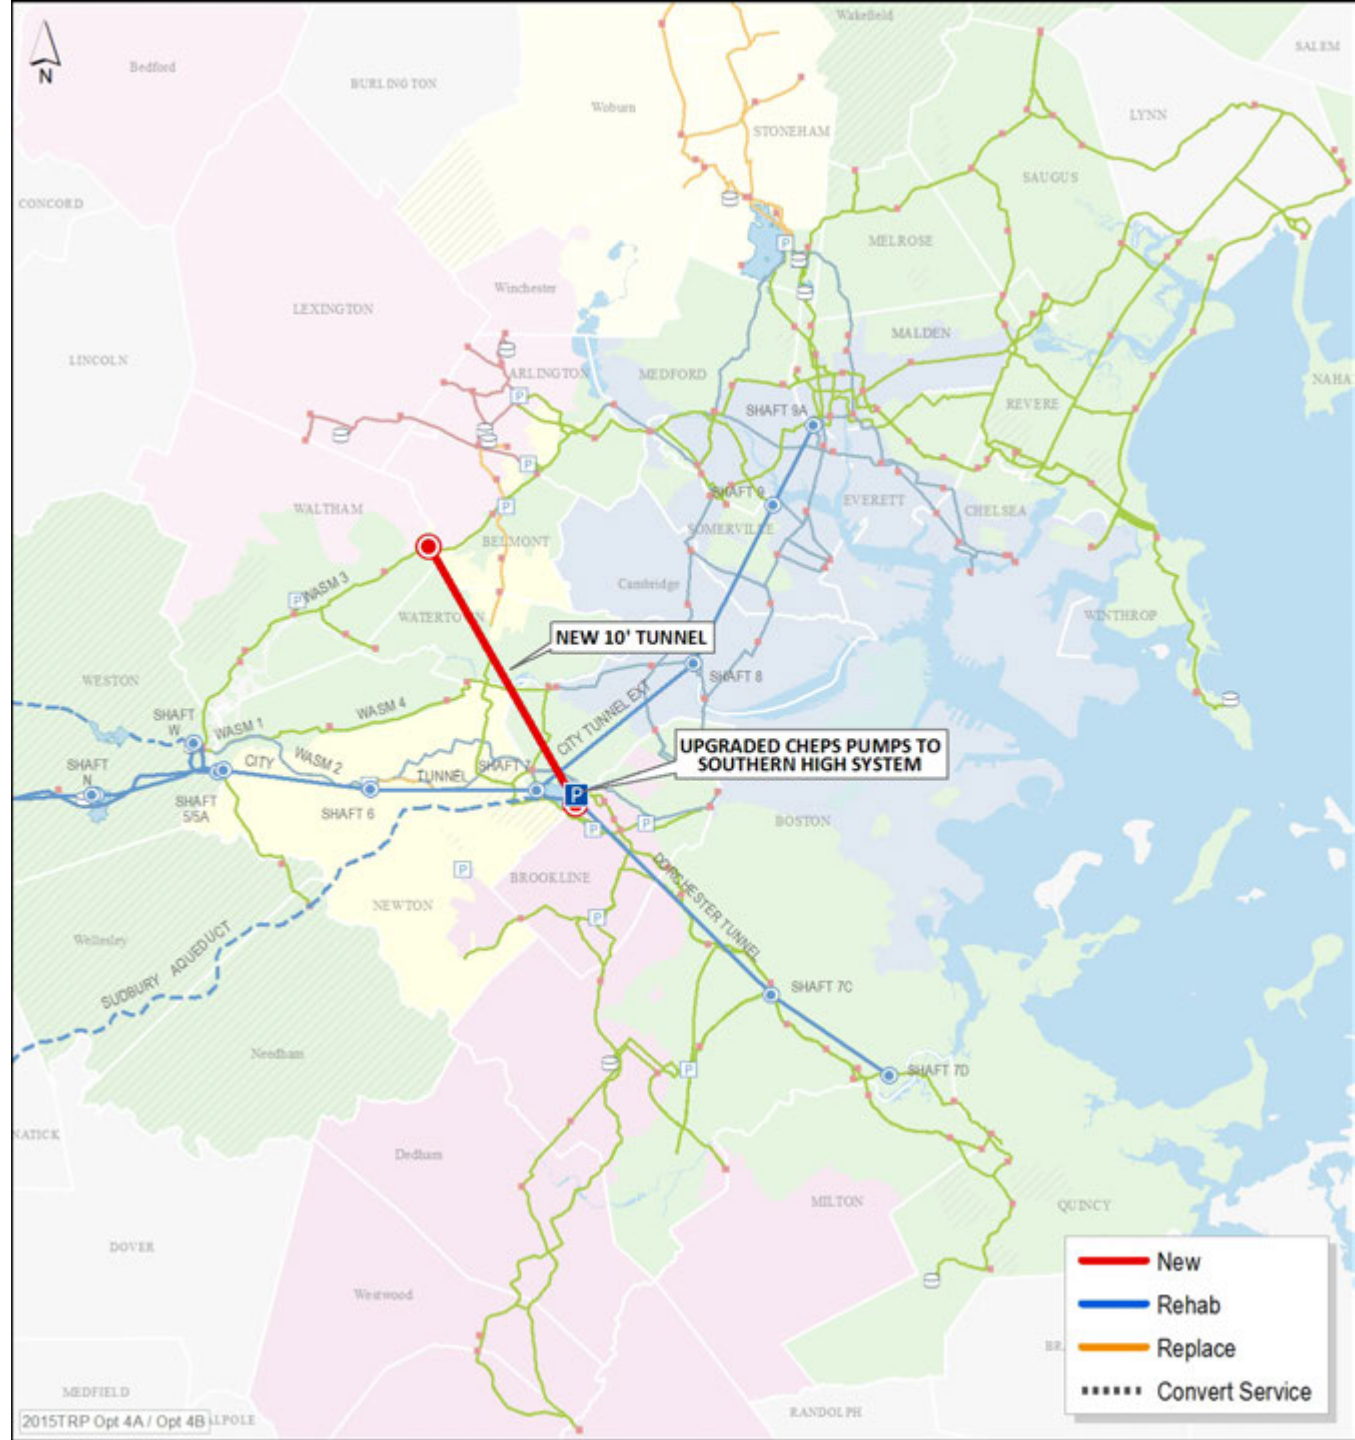 Wakefield
SALEM
N
Bedford
BURLINGTON
Woburn
STONEHAM
LYNN
CONCORD
SAUGUS
MELROSE
Winchester
LEXINGTON
LINCOLN
ARLINGTON
MEDFORD
MALDEN
NAHA
REVERE
SHAFT 9A
SHAFT 9
EVERETT
CHELSEA
WALTHAM
SOMERVILLE
BELMONT
Cambridge
WASM 3
WATERTOWN
WINTHROP
NEW 10' TUNNEL
WESTON
SHAFT 8
CITY TUNNEL EXT
WASM 4
SHAFT
W
WASM 1
UPGRADED CHEPS PUMPS TO
SOUTHERN HIGH SYSTEM
SHAFT
N
CITY
WASM 2
TUNNEL
SHAFT 7
P
SHAFT
5/5A
SHAFT 6
BOSTON
DORCHESTER TUNNEL
BROOKLINE
NEWTON
Wellesley
SUDBURY AQUEDUCT
SHAFT 7C
Needham
SHAFT 7D
NATICK
Dedham
MILTON
QUINCY
DOVER
Westwood
New
Rehab
Replace
Convert Service
BR
MEDFIELD
2015TRP Opt 4A / Opt 4B
ALPOLE
RANDOLPH